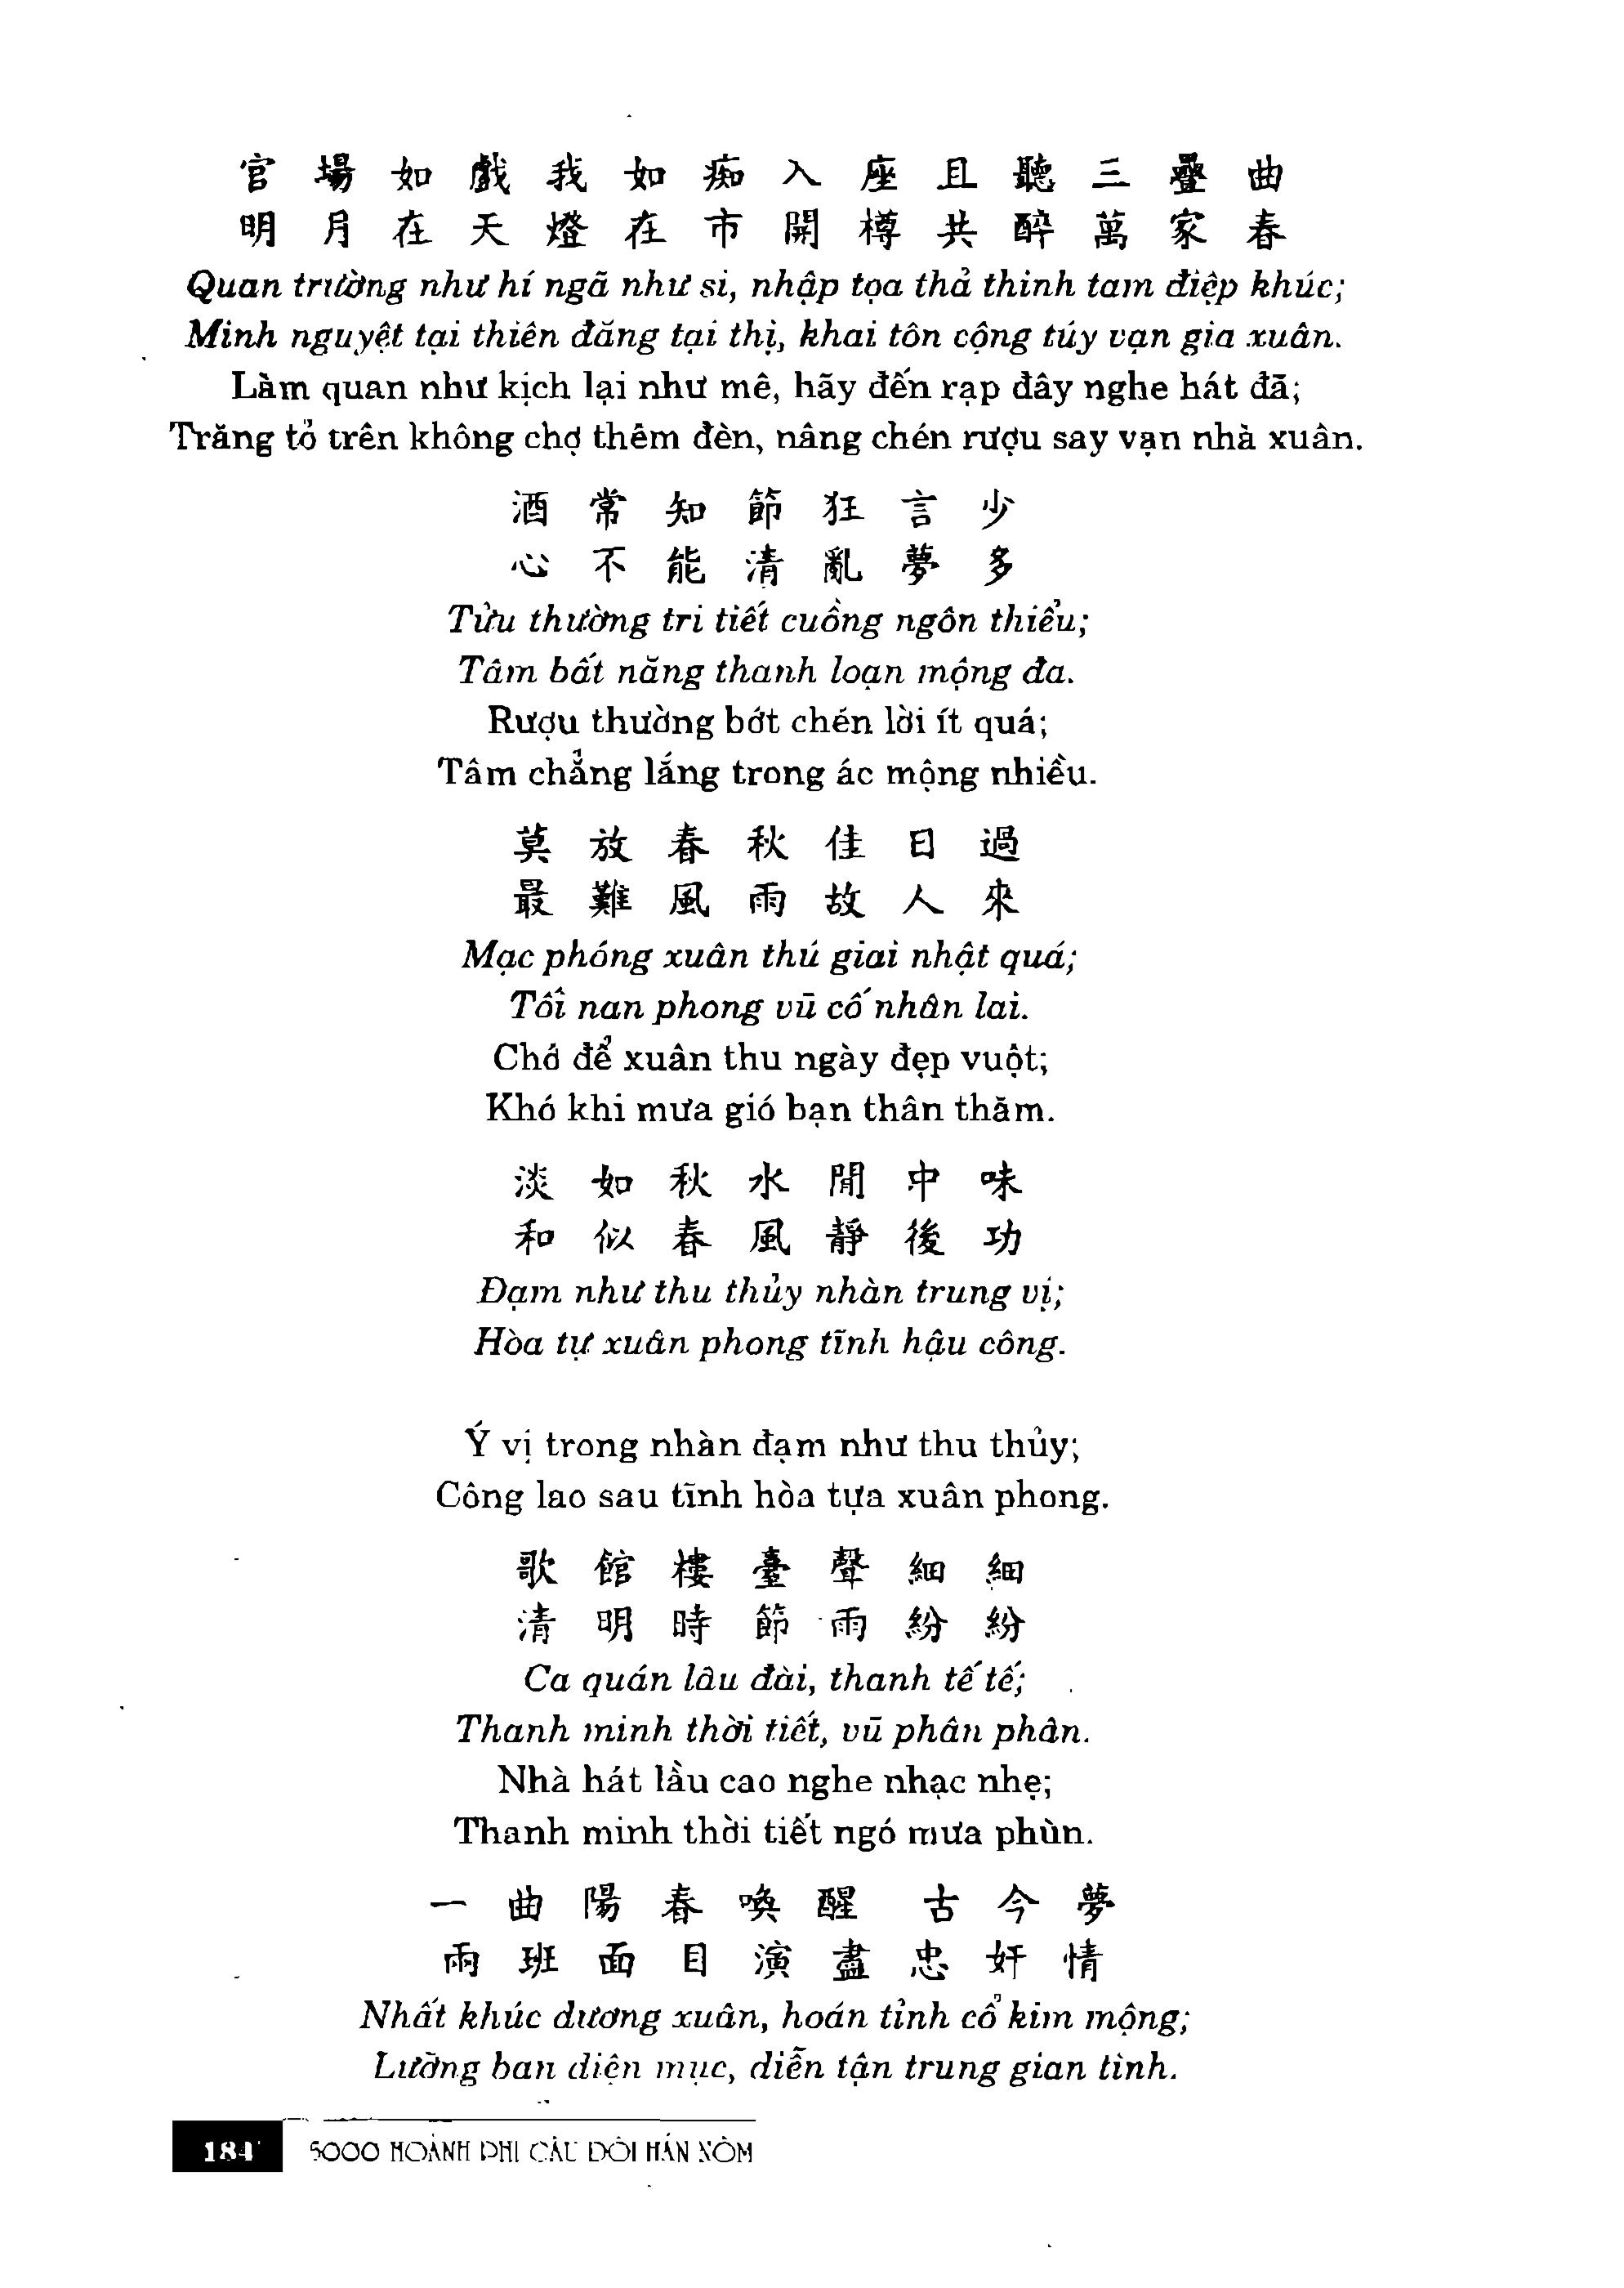 官場如戲我如痴入座且聽三疊曲
明月在天燈在市開樽共醉萬家春
Quan trường như hí ngã như si, nhập tọa thả thinh tam điệp khúc;
Minh nguyệt tại thiên đăng tại thị, khai tôn cộng túy vạn gia xuân.
Làm quan như kịch lại như mê, hãy đến rạp đây nghe hát đã;
Trăng tỏ trên không chợ thêm đèn, nâng chén rượu say vạn nhà xuân.
酒常知節狂言少
心不能清亂夢多
Tửu thường tri tiết cuồng ngôn thiểu;
Tâm bất năng thanh loạn mộng đa.
Rượu thường bớt chén lời ít quá;
Tâm chẳng lắng trong ác mộng nhiều.
莫放春秋佳日過
最難風雨故人來
Mạc phóng xuân thú giai nhật quá;
Tối nan phong vũ cố nhân lai.
Chớ để xuân thu ngày đẹp vuột;
Khó khi mưa gió bạn thân thăm.
淡如秋水閒中味
和似春風靜後功
Đạm như thu thủy nhàn trung vị;
Hòa tự xuân phong tĩnh hậu công.
Ý vị trong nhàn đạm như thu thủy;
Công lao sau tĩnh hòa tựa xuân phong.
歌館樓臺聲細細
清明時節雨紛紛
Ca quán lâu đài, thanh tế tế;
Thanh minh thời tiết, vũ phân phân.
Nhà hát lầu cao nghe nhạc nhẹ;
Thanh minh thời tiết ngó mưa phùn.
一曲陽春喚醒 古今夢
兩班面目演盡忠奸情
Nhất khúc dương xuân, hoán tỉnh cổ kim mộng;
Lưỡng ban diện mục, diễn tận trung gian tình.
184 5000 HOÀNH PHI CÂU ĐỐI HÁN NÔM